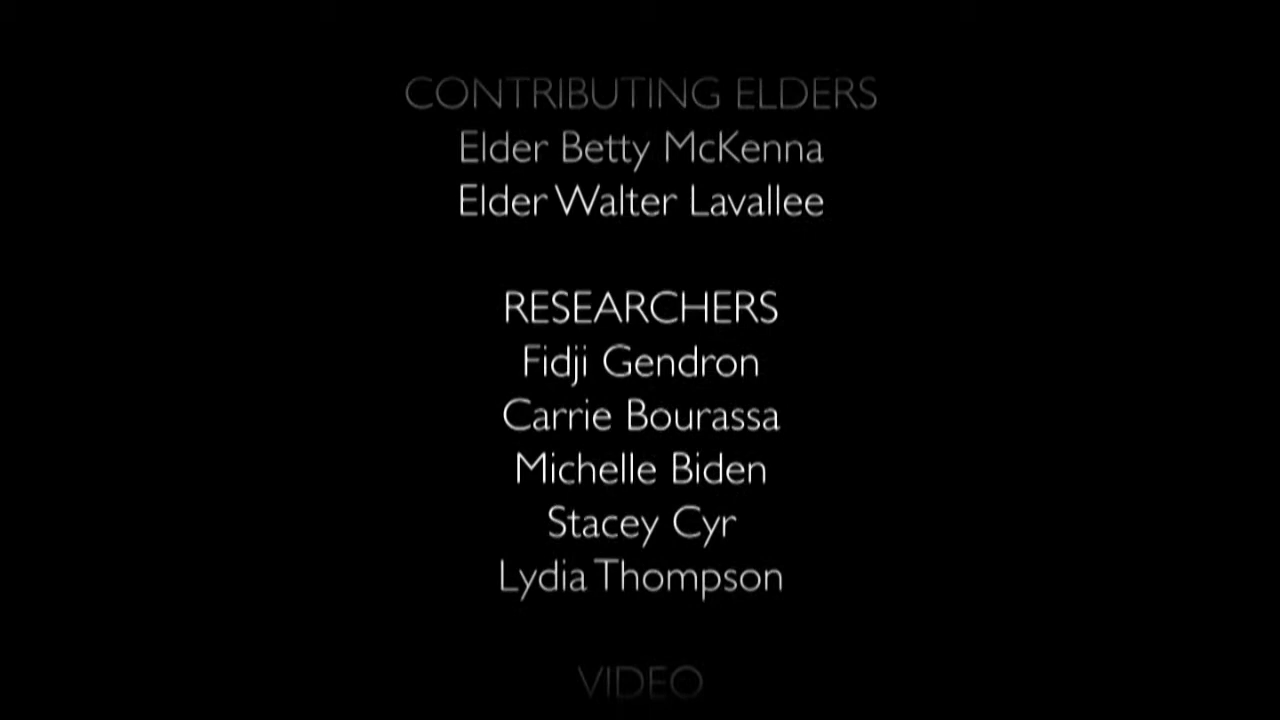 CONTRIBUTING ELDERS
Elder Betty McKenna
Elder Walter Lavallee
RESEARCHERS
Fidji Gendron
Carrie Bourassa
Michelle Biden
Stacey Cyr
Lydia Thompson
VIDEO